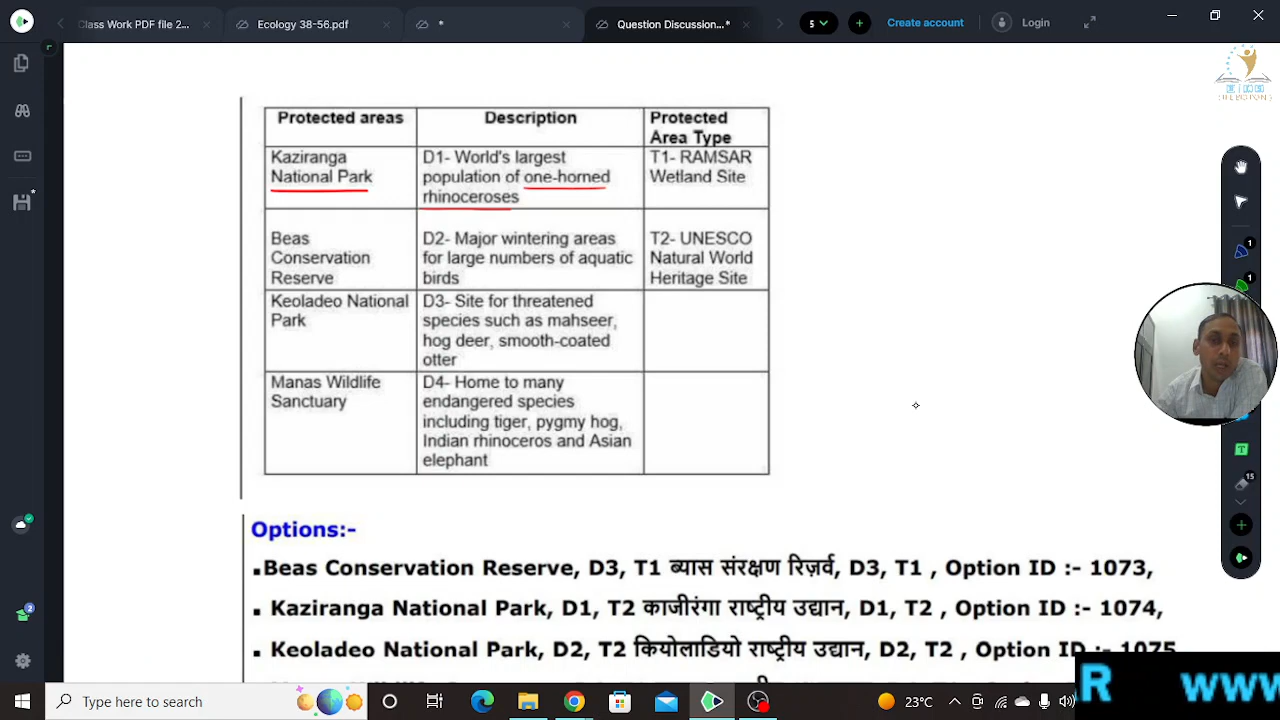 Class Work PDF file 2...
Ecology 38-56.pdf
*
Question Discussion...*
5
Create account
Login
Protected areas
Description
Protected Area Type
Kaziranga
National Park
D1- World's largest
population of one-horned
rhinoceroses
T1- RAMSAR
Wetland Site
Beas
Conservation
Reserve
D2- Major wintering areas
for large numbers of aquatic
birds
T2- UNESCO
Natural World
Heritage Site
Keoladeo National
Park
D3- Site for threatened
species such as mahseer,
hog deer, smooth-coated
otter
Manas Wildlife
Sanctuary
D4- Home to many
endangered species
including tiger, pygmy hog,
Indian rhinoceros and Asian
elephant
Options:-
▪Beas Conservation Reserve, D3, T1 ब्यास संरक्षण रिज़र्व, D3, T1 , Option ID :- 1073,
▪ Kaziranga National Park, D1, T2 काजीरंगा राष्ट्रीय उद्यान, D1, T2 , Option ID :- 1074,
▪ Keoladeo National Park, D2, T2 कियोलाडियो राष्ट्रीय उद्यान, D2, T2 , Option ID :- 1075
1
1
T
15
2
R www
Type here to search
23°C